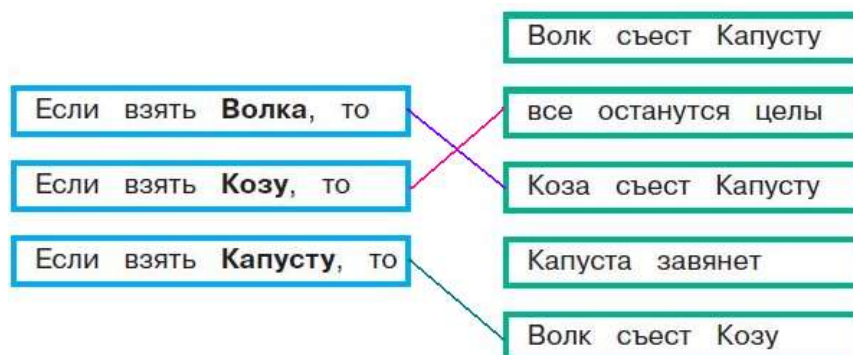 Волк съест Капусту
Если взять Волка, то
все останутся целы
Если взять Козу, то
Коза съест Капусту
Если взять Капусту, то
Капуста завянет
Волк съест Козу